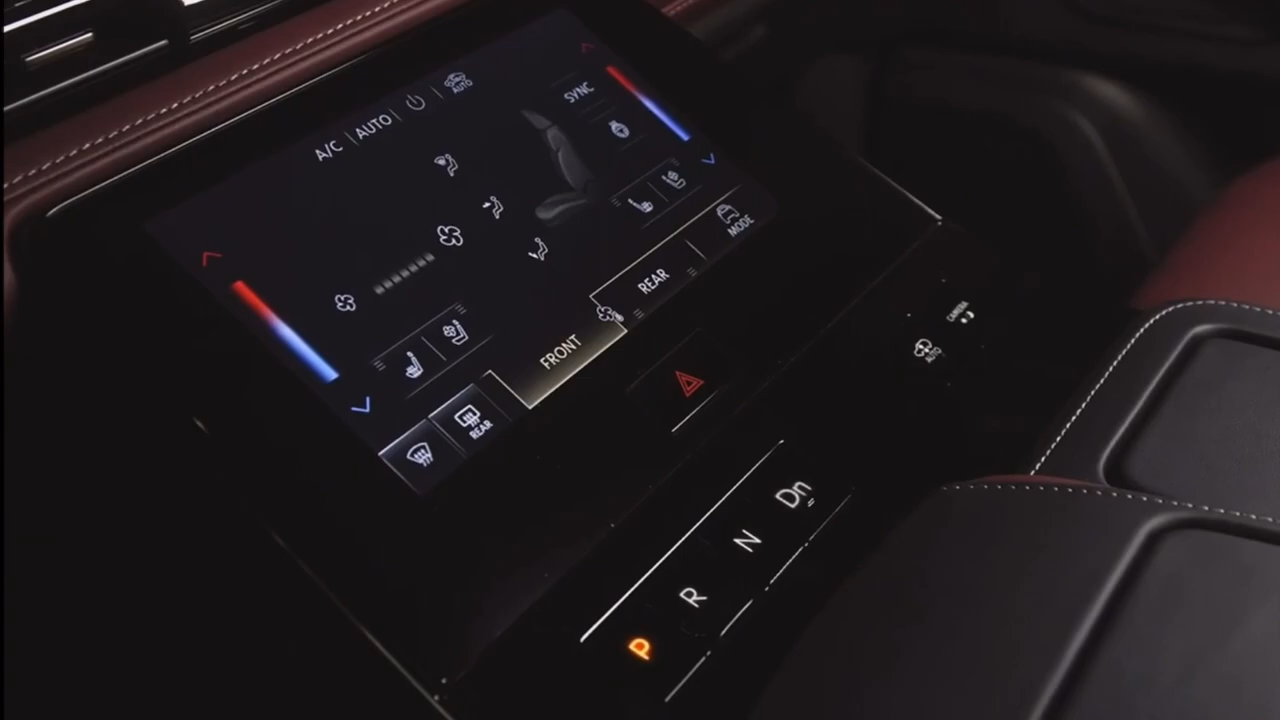 A/C AUTO
AUTO
SYNC
MODE
REAR
FRONT
REAR
CAMERA
AUTO
Dn
N
R
P